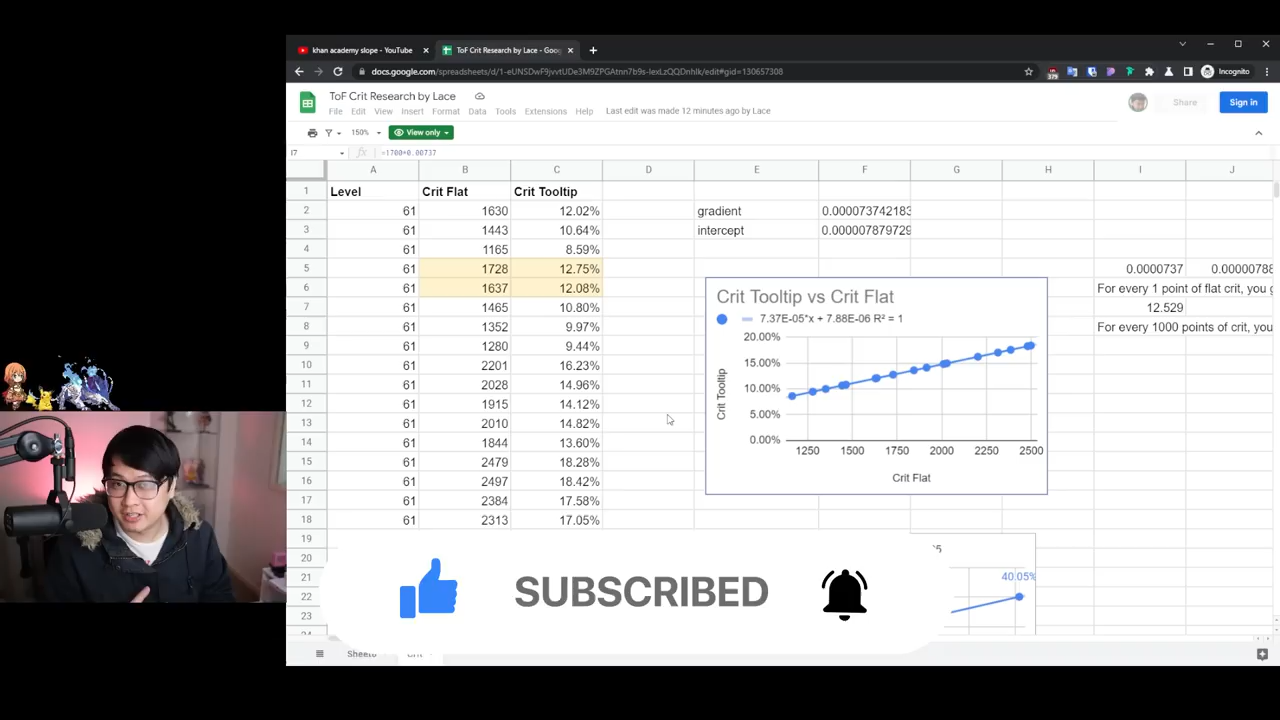 khan academy slope - YouTube
ToF Crit Research by Lace - Goog
docs.google.com/spreadsheets/d/1-eUNSDwF9jvvtUDe3M9ZPGAtnn7b9s-lexLzQQDnhlk/edit#gid=130657308
Incognito
ToF Crit Research by Lace
File Edit View Insert Format Data Tools Extensions Help Last edit was made 12 minutes ago by Lace
Share
Sign in
150% View only
I7 =1700*0.00737
A B C D E F G H I J
1 Level Crit Flat Crit Tooltip
2 61 1630 12.02% gradient 0.000073742183
3 61 1443 10.64% intercept 0.000007879729
4 61 1165 8.59%
5 61 1728 12.75% 0.0000737 0.00000788
6 61 1637 12.08% For every 1 point of flat crit, you g
7 61 1465 10.80% 12.529
8 61 1352 9.97% For every 1000 points of crit, you
9 61 1280 9.44%
10 61 2201 16.23%
11 61 2028 14.96%
12 61 1915 14.12%
13 61 2010 14.82%
14 61 1844 13.60%
15 61 2479 18.28%
16 61 2497 18.42%
17 61 2384 17.58%
18 61 2313 17.05%
19
20
21
22
23
24
Crit Tooltip vs Crit Flat
7.37E-05*x + 7.88E-06 R² = 1
20.00%
15.00%
10.00%
5.00%
0.00%
Crit Tooltip
1250 1500 1750 2000 2250 2500
Crit Flat
40.05%
SUBSCRIBED